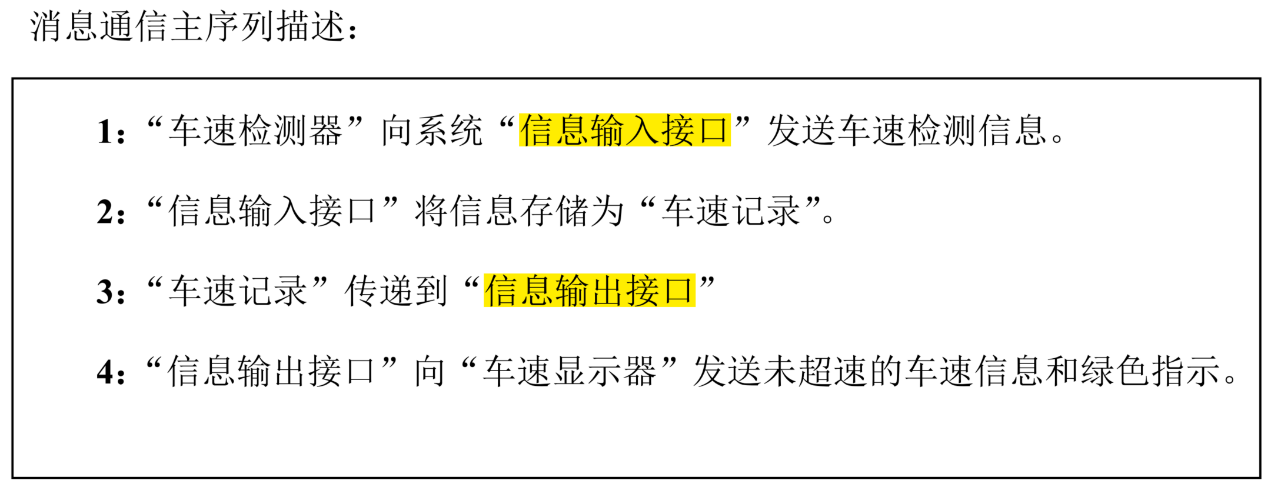 消息通信主序列描述：
1：“车速检测器”向系统“信息输入接口”发送车速检测信息。
2：“信息输入接口”将信息存储为“车速记录”。
3：“车速记录”传递到“信息输出接口”
4：“信息输出接口”向“车速显示器”发送未超速的车速信息和绿色指示。